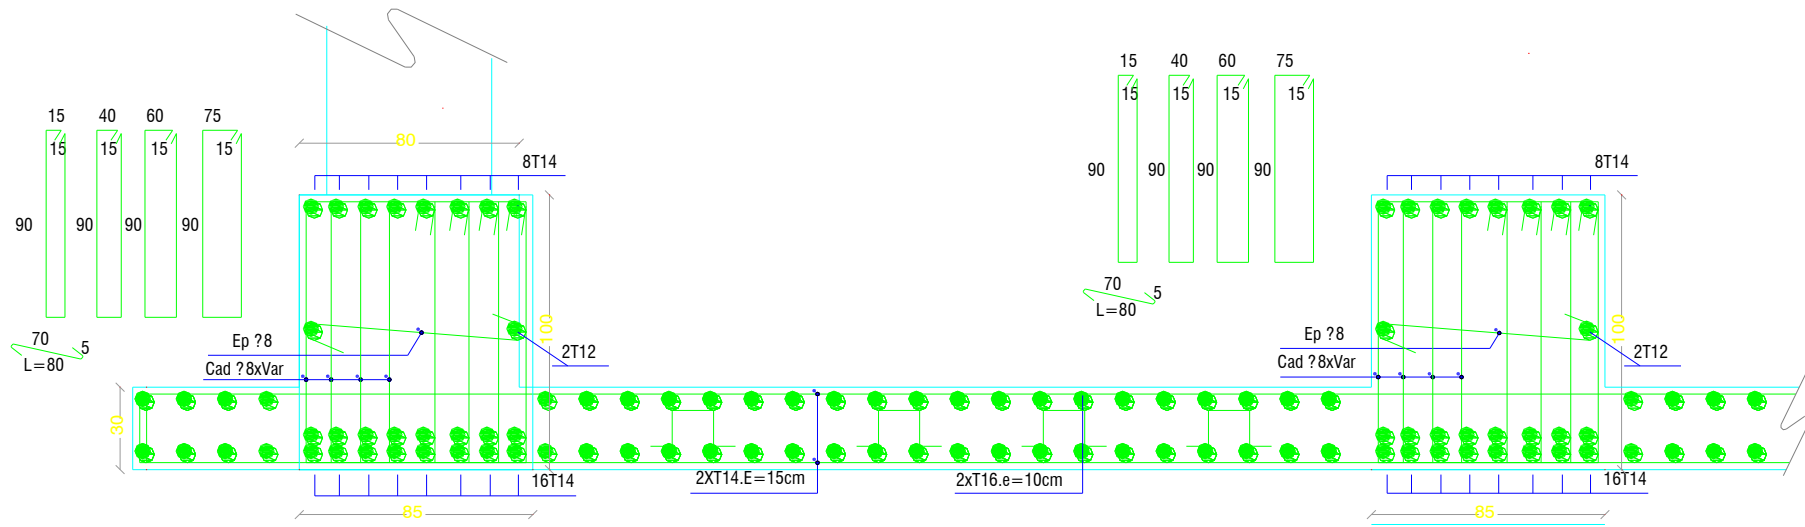 15 40 60 75
15 15 15 15
90 90 90 90
70 5
L=80
80
8T14
100
Ep ?8
Cad ?8xVar
2T12
30
16T14
85
2XT14.E=15cm
2xT16.e=10cm
15 40 60 75
15 15 15 15
90 90 90 90
70 5
L=80
8T14
100
Ep ?8
Cad ?8xVar
2T12
16T14
85